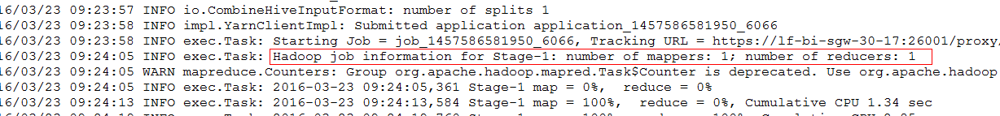 16/03/23 09:23:57 INFO io.CombineHiveInputFormat: number of splits 1
16/03/23 09:23:58 INFO impl.YarnClientImpl: Submitted application application_1457586581950_6066
16/03/23 09:23:58 INFO exec.Task: Starting Job = job_1457586581950_6066, Tracking URL = https://lf-bi-sgw-30-17:26001/proxy/
16/03/23 09:24:05 INFO exec.Task: Hadoop job information for Stage-1: number of mappers: 1; number of reducers: 1
16/03/23 09:24:05 WARN mapreduce.Counters: Group org.apache.hadoop.mapred.Task$Counter is deprecated. Use org.apache.hadoop
16/03/23 09:24:05 INFO exec.Task: 2016-03-23 09:24:05,361 Stage-1 map = 0%, reduce = 0%
16/03/23 09:24:13 INFO exec.Task: 2016-03-23 09:24:13,584 Stage-1 map = 100%, reduce = 0%, Cumulative CPU 1.34 sec